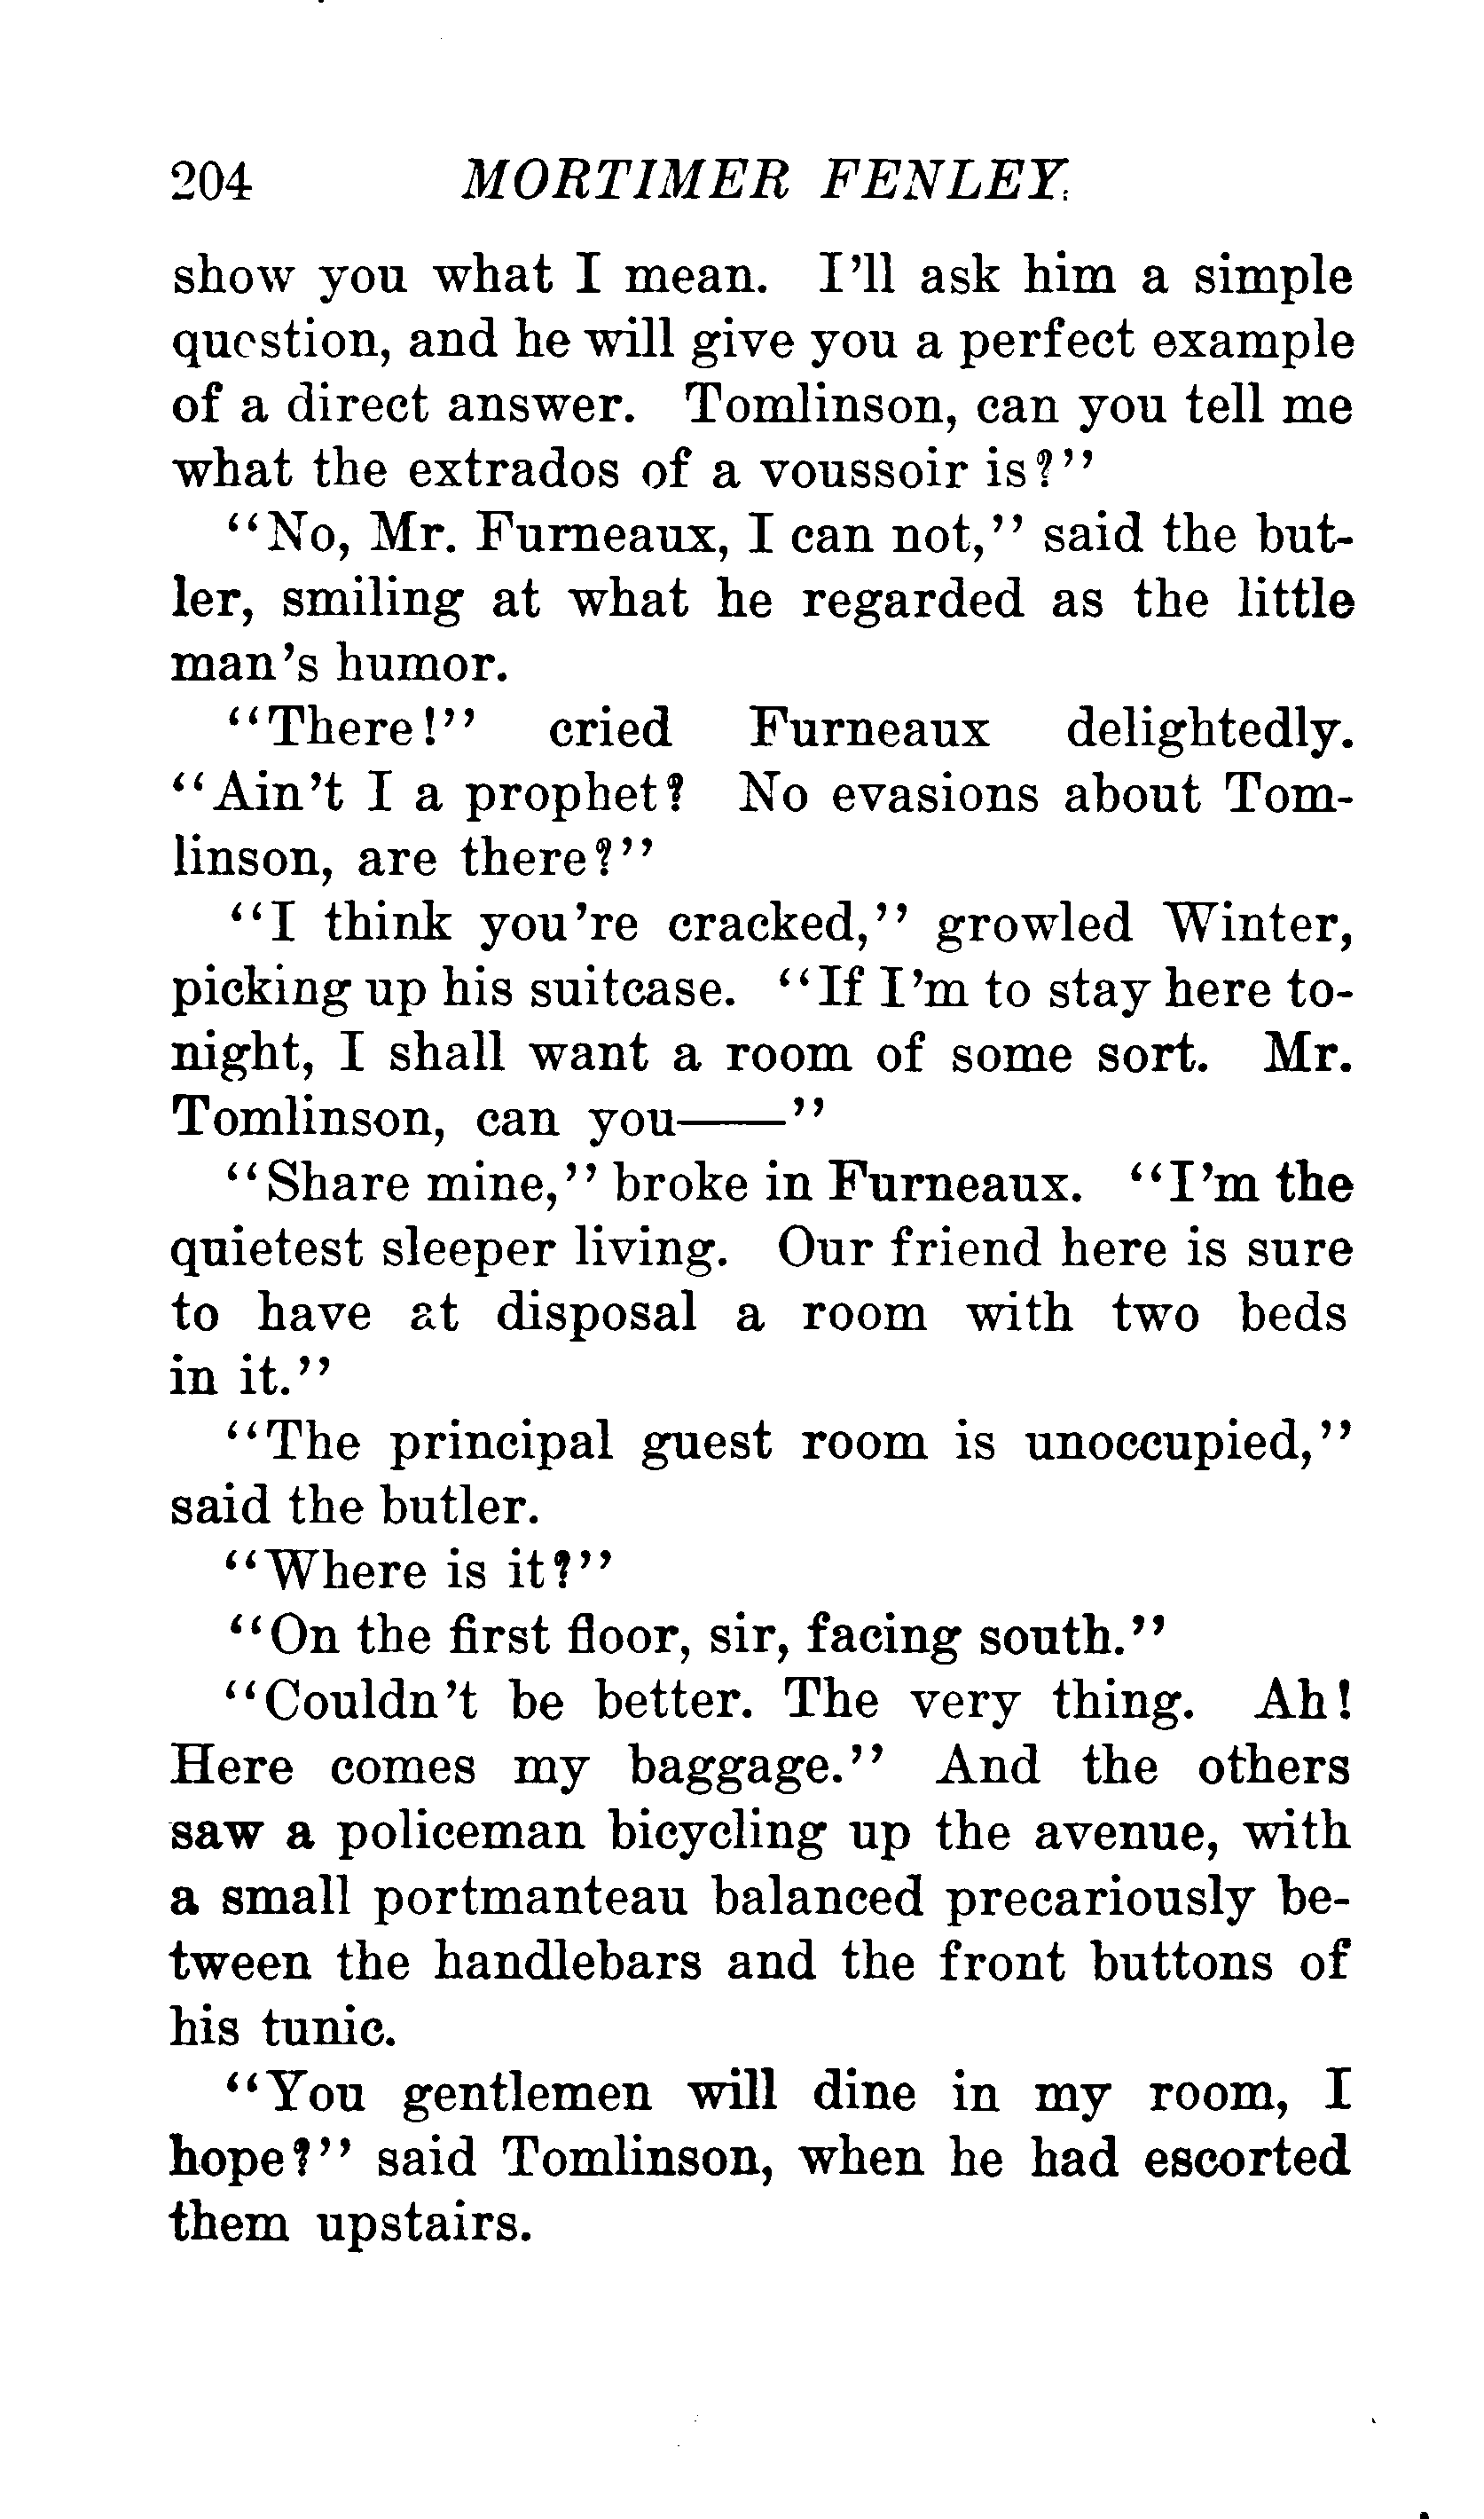 204 MORTIMER FENLEY.
show you what I mean. I'll ask him a simple
question, and he will give you a perfect example
of a direct answer. Tomlinson, can you tell me
what the extrados of a voussoir is?"
"No, Mr. Furneaux, I can not," said the but-
ler, smiling at what he regarded as the little
man's humor.
"There!" cried Furneaux delightedly.
"Ain't I a prophet? No evasions about Tom-
linson, are there?"
"I think you're cracked," growled Winter,
picking up his suitcase. "If I'm to stay here to-
night, I shall want a room of some sort. Mr.
Tomlinson, can you——"
"Share mine," broke in Furneaux. "I'm the
quietest sleeper living. Our friend here is sure
to have at disposal a room with two beds
in it."
"The principal guest room is unoccupied,"
said the butler.
"Where is it?"
"On the first floor, sir, facing south."
"Couldn't be better. The very thing. Ah!
Here comes my baggage." And the others
saw a policeman bicycling up the avenue, with
a small portmanteau balanced precariously be-
tween the handlebars and the front buttons of
his tunic.
"You gentlemen will dine in my room, I
hope?" said Tomlinson, when he had escorted
them upstairs.